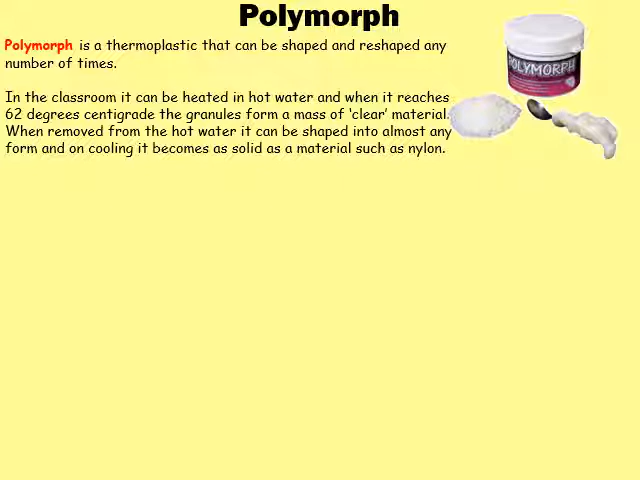 Polymorph
Polymorph is a thermoplastic that can be shaped and reshaped any
number of times.
In the classroom it can be heated in hot water and when it reaches
62 degrees centigrade the granules form a mass of ‘clear’ material.
When removed from the hot water it can be shaped into almost any
form and on cooling it becomes as solid as a material such as nylon.
POLYMORPH